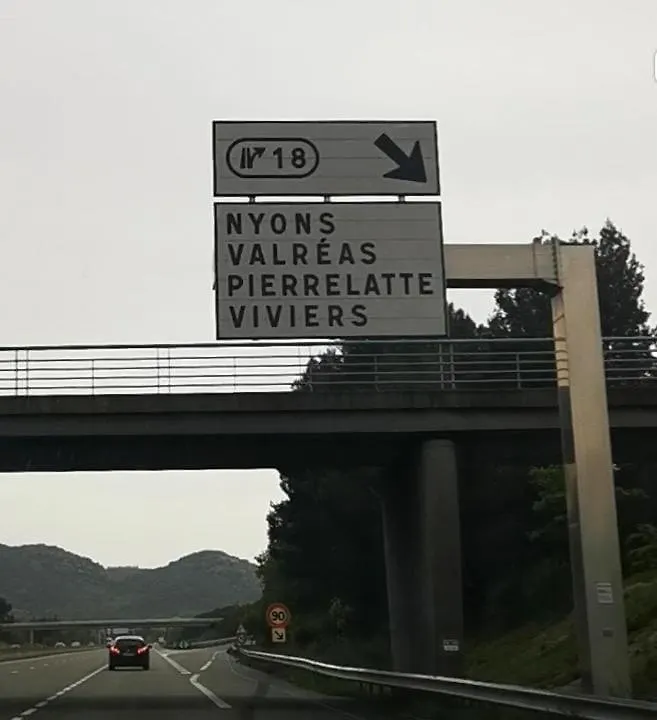 18
NYONS
VALRÉAS
PIERRELATTE
VIVIERS
90